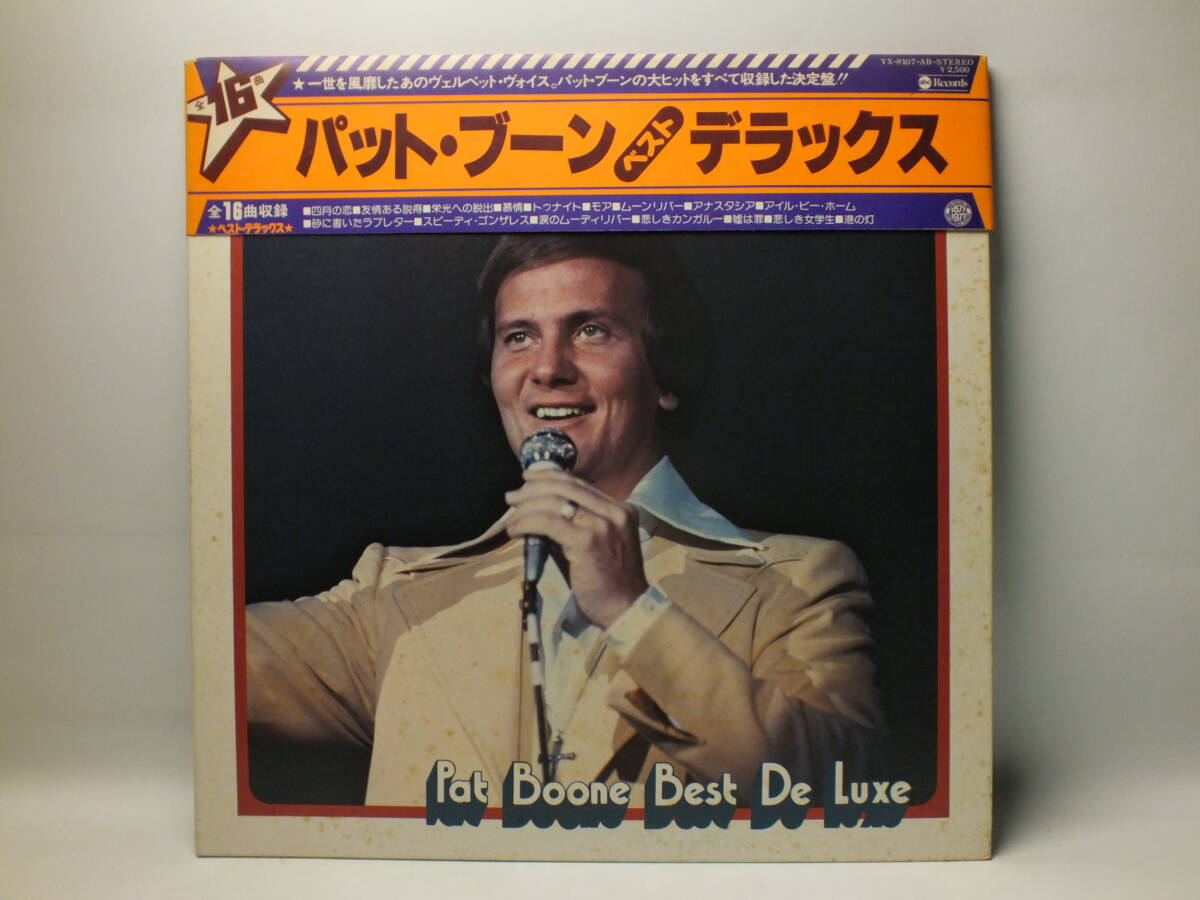 全16曲
★一世を風靡したあのヴェルベット・ヴォイス。パット・ブーンの大ヒットをすべて収録した決定盤!!
YX-8107-AB-STEREO
¥2,500
abc Records
パット・ブーン ベスト デラックス
全16曲収録
★ベスト・デラックス★
■四月の恋■友情ある説得■栄光への脱出■慕情■トゥナイト■モア■ムーンリバー■アナスタシア■アイル・ビー・ホーム
■砂に書いたラブレター■スピーディ・ゴンザレス■涙のムーディリバー■悲しきカンガルー■嘘は罪■悲しき女学生■港の灯
1877
1977
Pat Boone Best De Luxe